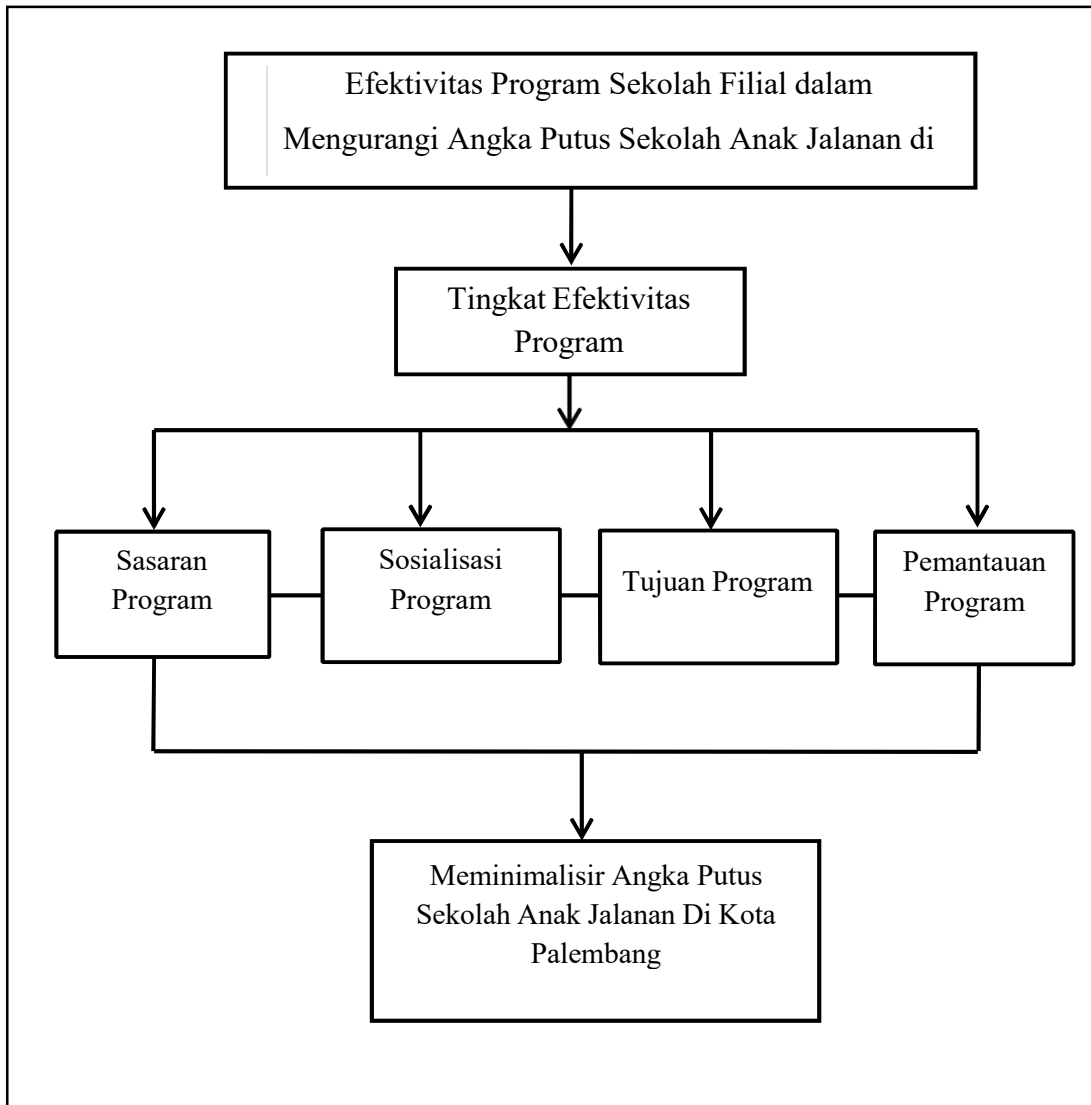 Efektivitas Program Sekolah Filial dalam
Mengurangi Angka Putus Sekolah Anak Jalanan di
Tingkat Efektivitas
Program
Sasaran
Program
Sosialisasi
Program
Tujuan Program
Pemantauan
Program
Meminimalisir Angka Putus
Sekolah Anak Jalanan Di Kota
Palembang